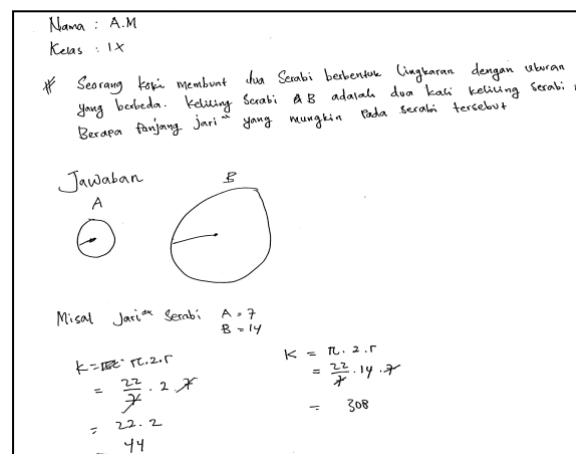 Nama : A.M
Kelas : IX
# Seorang koki membuat dua Serabi berbentuk lingkaran dengan ukuran
yang berbeda. Keliling Serabi B adalah dua kali keliling serabi
Berapa panjang jari" yang mungkin pada serabi tersebut
Jawaban
A B
Misal Jari" Serabi A = 7
B = 14
K = π. 2. r K = π. 2. r
= 22/7 . 2 . 7 = 22/7 . 14 . 7
= 22 . 2 = 308
= 44